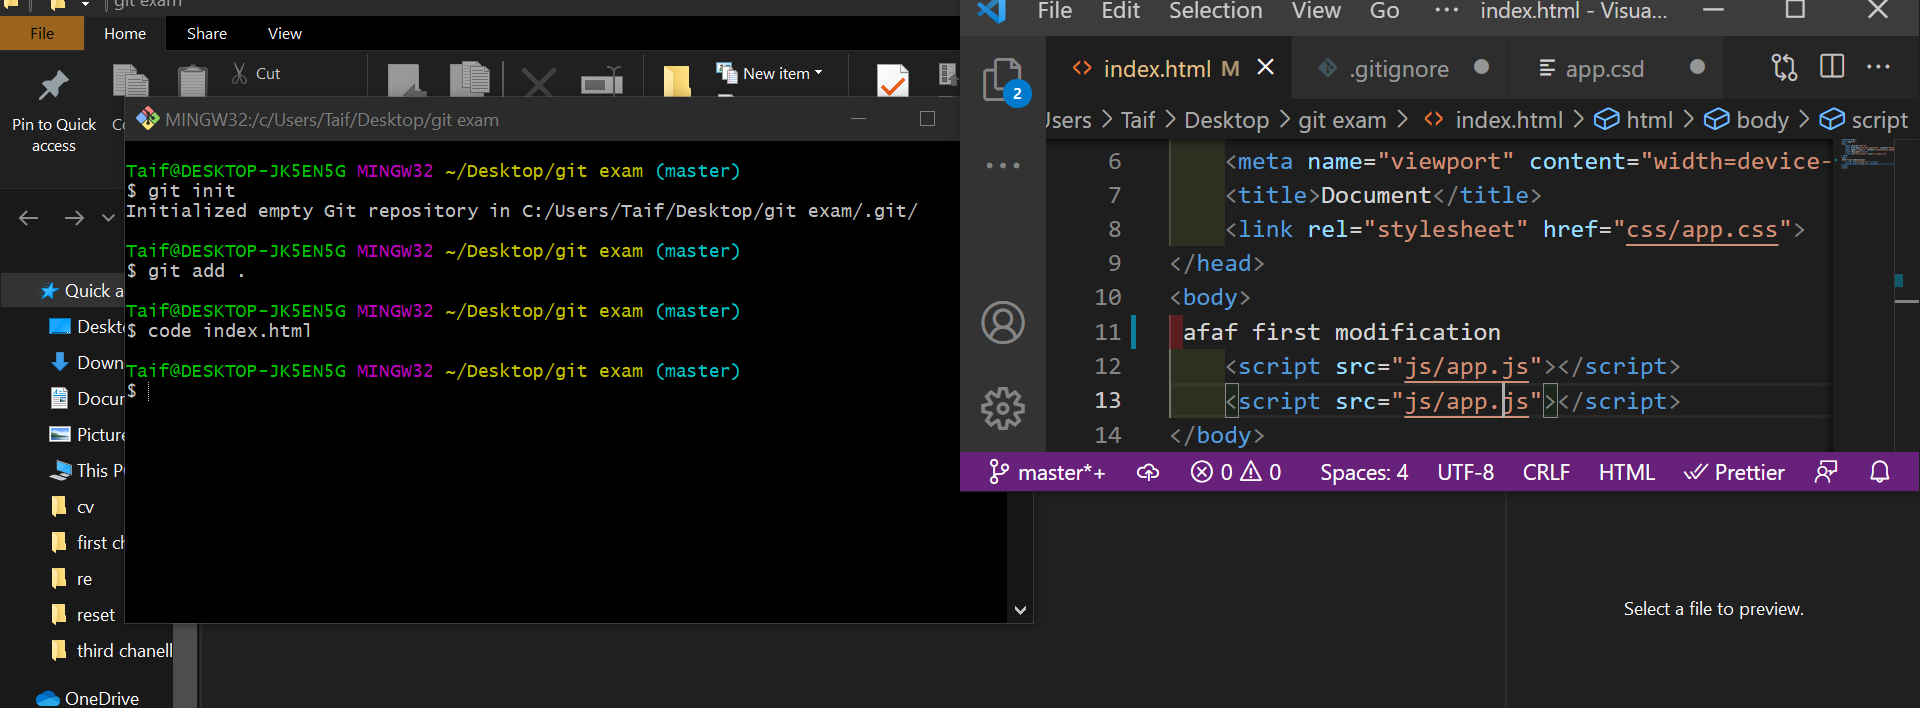 git exam
File Home Share View
Cut
New item
Pin to Quick access
MINGW32:/c/Users/Taif/Desktop/git exam
Taif@DESKTOP-JK5EN5G MINGW32 ~/Desktop/git exam (master)
$ git init
Initialized empty Git repository in C:/Users/Taif/Desktop/git exam/.git/
Taif@DESKTOP-JK5EN5G MINGW32 ~/Desktop/git exam (master)
$ git add .
Taif@DESKTOP-JK5EN5G MINGW32 ~/Desktop/git exam (master)
$ code index.html
Taif@DESKTOP-JK5EN5G MINGW32 ~/Desktop/git exam (master)
$
Quick a
Deskt
Down
Docur
Picture
This P
cv
first ch
re
reset
third chanell
OneDrive
File Edit Selection View Go ··· index.html - Visua...
index.html M .gitignore app.csd
2
Jsers > Taif > Desktop > git exam > index.html > html > body > script
6 <meta name="viewport" content="width=device-
7 <title>Document</title>
8 <link rel="stylesheet" href="css/app.css">
9 </head>
10 <body>
11 afaf first modification
12 <script src="js/app.js"></script>
13 <script src="js/app.js"></script>
14 </body>
master*+ 0 0 Spaces: 4 UTF-8 CRLF HTML Prettier
Select a file to preview.